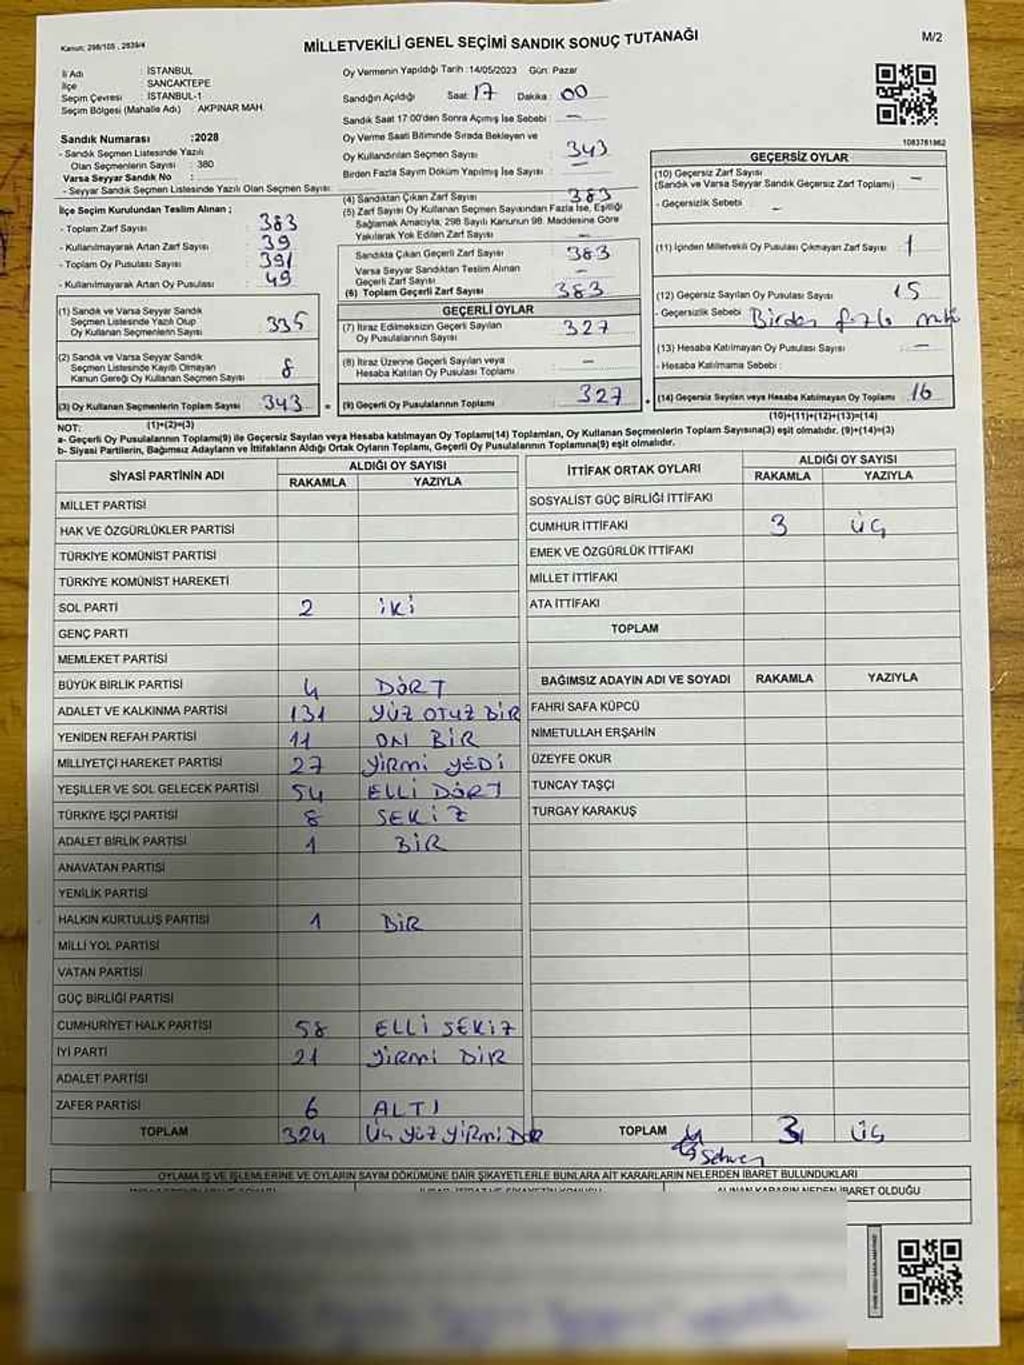 Kanun: 298/105 , 2839/4
MİLLETVEKİLİ GENEL SEÇİMİ SANDIK SONUÇ TUTANAĞI
M/2
İl Adı : İSTANBUL
İlçe : SANCAKTEPE
Seçim Çevresi : İSTANBUL-1
Seçim Bölgesi (Mahalle Adı) : AKPINAR MAH.
Sandık Numarası :2028
- Sandık Seçmen Listesinde Yazılı
Olan Seçmenlerin Sayısı : 380
Varsa Seyyar Sandık No :
- Seyyar Sandık Seçmen Listesinde Yazılı Olan Seçmen Sayısı:
Oy Vermenin Yapıldığı Tarih :14/05/2023 Gün: Pazar
Sandığın Açıldığı Saat: 17 Dakika : 00
Sandık Saat 17:00'den Sonra Açımış İse Sebebi : —
Oy Verme Saati Bitiminde Sırada Bekleyen ve
Oy Kullandırılan Seçmen Sayısı : 343
Birden Fazla Sayım Döküm Yapılmış İse Sayısı : —
1083781862
İlçe Seçim Kurulundan Teslim Alınan ;
- Toplam Zarf Sayısı : 383
- Kullanılmayarak Artan Zarf Sayısı : 39
- Toplam Oy Pusulası Sayısı : 391
- Kullanılmayarak Artan Oy Pusulası : 49
(1) Sandık ve Varsa Seyyar Sandık
Seçmen Listesinde Yazılı Olup
Oy Kullanan Seçmenlerin Sayısı 335
(2) Sandık ve Varsa Seyyar Sandık
Seçmen Listesinde Kayıtlı Olmayan
Kanun Gereği Oy Kullanan Seçmen Sayısı 8
(3) Oy Kullanan Seçmenlerin Toplam Sayısı 343 =
(1)+(2)=(3)
(4) Sandıktan Çıkan Zarf Sayısı 383
(5) Zarf Sayısı Oy Kullanan Seçmen Sayısından Fazla İse, Eşitliği
Sağlamak Amacıyla, 298 Sayılı Kanunun 98. Maddesine Göre
Yakılarak Yok Edilen Zarf Sayısı —
Sandıkta Çıkan Geçerli Zarf Sayısı 383
Varsa Seyyar Sandıktan Teslim Alınan
Geçerli Zarf Sayısı —
(6) Toplam Geçerli Zarf Sayısı 383
GEÇERLİ OYLAR
(7) İtiraz Edilmeksizin Geçerli Sayılan
Oy Pusulalarının Sayısı 327
(8) İtiraz Üzerine Geçerli Sayılan veya
Hesaba Katılan Oy Pusulası Toplamı —
(9) Geçerli Oy Pusulalarının Toplamı 327 +
GEÇERSİZ OYLAR
(10) Geçersiz Zarf Sayısı —
(Sandık ve Varsa Seyyar Sandık Geçersiz Zarf Toplamı)
- Geçersizlik Sebebi : —
(11) İçinden Milletvekili Oy Pusulası Çıkmayan Zarf Sayısı 1
(12) Geçersiz Sayılan Oy Pusulası Sayısı 15
- Geçersizlik Sebebi : Birden fazla
(13) Hesaba Katılmayan Oy Pusulası Sayısı —
- Hesaba Katılmama Sebebi :
(14) Geçersiz Sayılan veya Hesaba Katılmayan Oy Toplamı 16
(10)+(11)+(12)+(13)=(14)
NOT:
a- Geçerli Oy Pusulalarının Toplamı(9) ile Geçersiz Sayılan veya Hesaba katılmayan Oy Toplamı(14) Toplamları, Oy Kullanan Seçmenlerin Toplam Sayısına(3) eşit olmalıdır. (9)+(14)=(3)
b- Siyasi Partilerin, Bağımsız Adayların ve İttifakların Aldığı Ortak Oyların Toplamı, Geçerli Oy Pusulalarının Toplamına(9) eşit olmalıdır.
SİYASİ PARTİNİN ADI ALDIĞI OY SAYISI
RAKAMLA YAZIYLA
MİLLET PARTİSİ
HAK VE ÖZGÜRLÜKLER PARTİSİ
TÜRKİYE KOMÜNİST PARTİSİ
TÜRKİYE KOMÜNİST HAREKETİ
SOL PARTİ 2 İKİ
GENÇ PARTİ
MEMLEKET PARTİSİ
BÜYÜK BİRLİK PARTİSİ 4 DÖRT
ADALET VE KALKINMA PARTİSİ 131 YÜZ OTUZ BİR
YENİDEN REFAH PARTİSİ 11 ON BİR
MİLLİYETÇİ HAREKET PARTİSİ 27 YİRMİ YEDİ
YEŞİLLER VE SOL GELECEK PARTİSİ 54 ELLİ DÖRT
TÜRKİYE İŞÇİ PARTİSİ 8 SEKİZ
ADALET BİRLİK PARTİSİ 1 BİR
ANAVATAN PARTİSİ
YENİLİK PARTİSİ
HALKIN KURTULUŞ PARTİSİ 1 BİR
MİLLİ YOL PARTİSİ
VATAN PARTİSİ
GÜÇ BİRLİĞİ PARTİSİ
CUMHURİYET HALK PARTİSİ 58 ELLİ SEKİZ
İYİ PARTİ 21 YİRMİ BİR
ADALET PARTİSİ
ZAFER PARTİSİ 6 ALTI
TOPLAM 324 ÜÇ YÜZ YİRMİ
İTTİFAK ORTAK OYLARI ALDIĞI OY SAYISI
RAKAMLA YAZIYLA
SOSYALİST GÜÇ BİRLİĞİ İTTİFAKI
CUMHUR İTTİFAKI 3 ÜÇ
EMEK VE ÖZGÜRLÜK İTTİFAKI
MİLLET İTTİFAKI
ATA İTTİFAKI
TOPLAM
BAĞIMSIZ ADAYIN ADI VE SOYADI RAKAMLA YAZIYLA
FAHRİ SAFA KÜPCÜ
NİMETULLAH ERŞAHİN
ÜZEYFE OKUR
TUNCAY TAŞÇI
TURGAY KARAKUŞ
TOPLAM 3 ÜÇ
OYLAMA İŞ VE İŞLEMLERİNE VE OYLARIN SAYIM DÖKÜMÜNE DAİR ŞİKAYETLERLE BUNLARA AİT KARARLARIN NELERDEN İBARET BULUNDUKLARI
ALINAN KARARIN NEDEN İBARET OLDUĞU